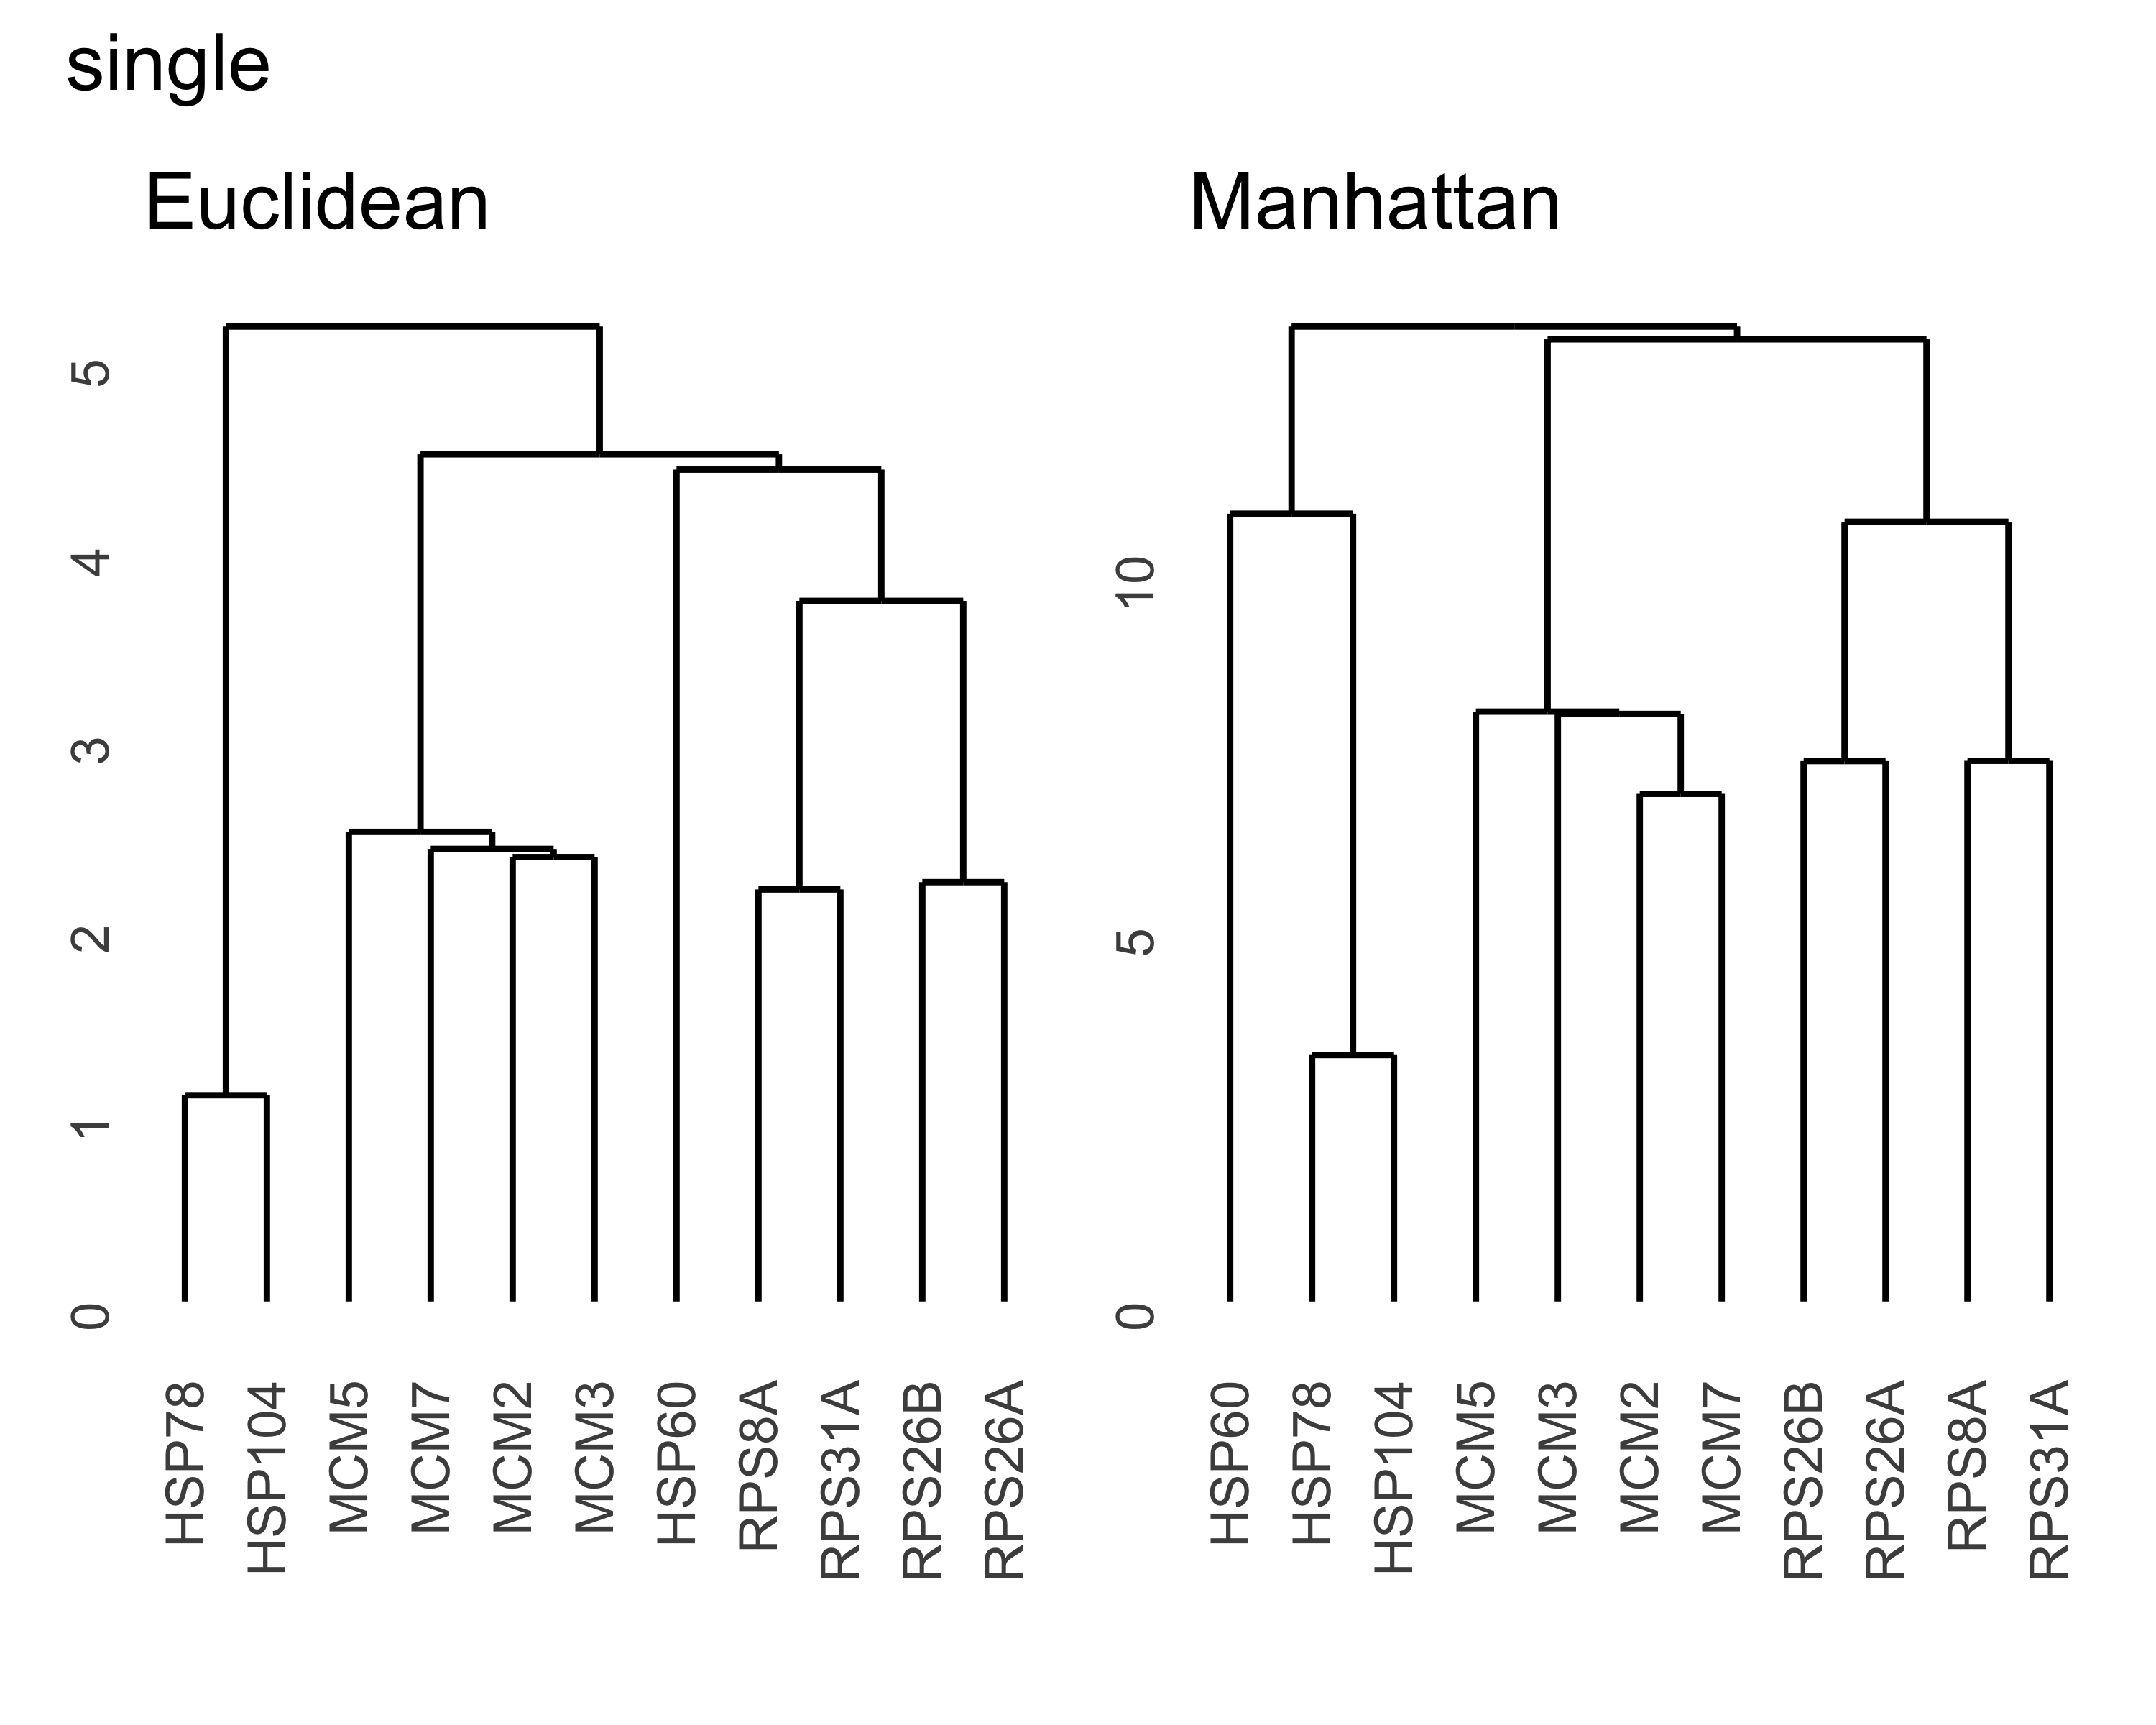 single
Euclidean
5
4
3
2
1
0
HSP78
HSP104
MCM5
MCM7
MCM2
MCM3
HSP60
RPS8A
RPS31A
RPS26B
RPS26A
Manhattan
10
5
0
HSP60
HSP78
HSP104
MCM5
MCM3
MCM2
MCM7
RPS26B
RPS26A
RPS8A
RPS31A